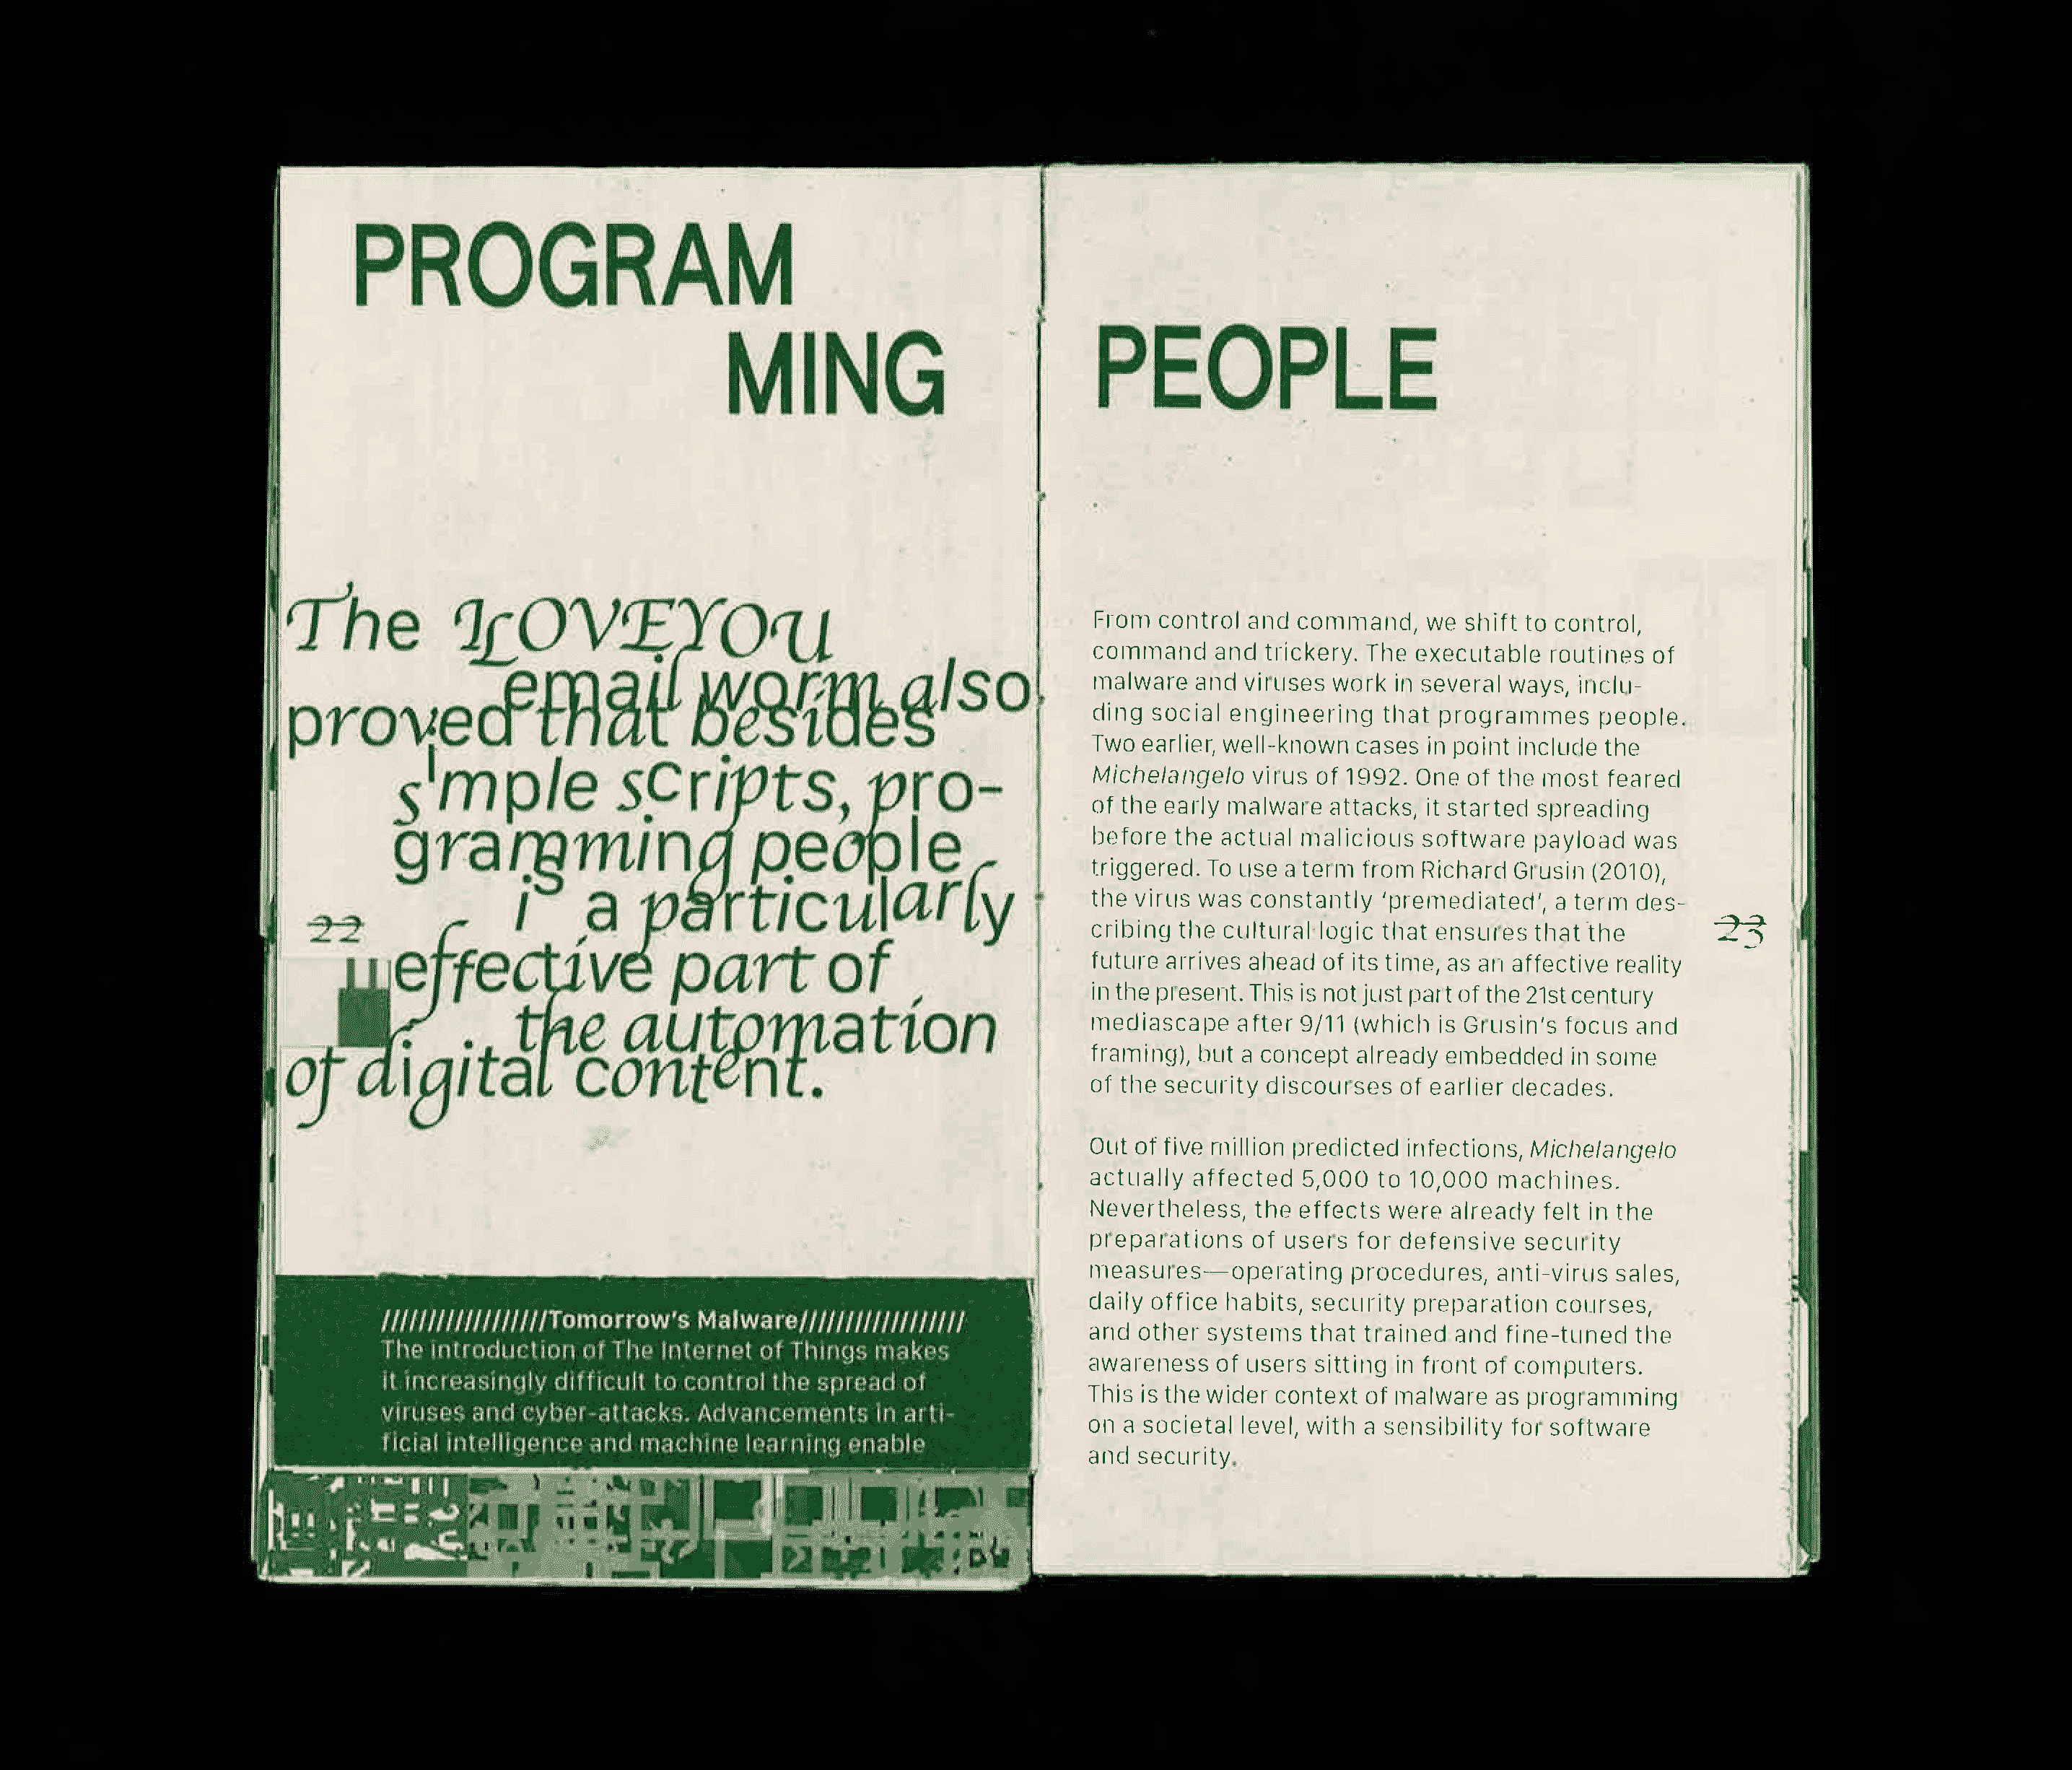 PROGRAM
MING
The ILOVEYOU
email worm also
proved that besides
simple scripts, pro-
gramming people
is a particularly
effective part of
the automation
of digital content.
22
//////////////////Tomorrow's Malware//////////////////
The introduction of The Internet of Things makes
it increasingly difficult to control the spread of
viruses and cyber-attacks. Advancements in arti-
ficial intelligence and machine learning enable
PEOPLE
From control and command, we shift to control,
command and trickery. The executable routines of
malware and viruses work in several ways, inclu-
ding social engineering that programmes people.
Two earlier, well-known cases in point include the
Michelangelo virus of 1992. One of the most feared
of the early malware attacks, it started spreading
before the actual malicious software payload was
triggered. To use a term from Richard Grusin (2010),
the virus was constantly ‘premediated’, a term des-
cribing the cultural logic that ensures that the
future arrives ahead of its time, as an affective reality
in the present. This is not just part of the 21st century
mediascape after 9/11 (which is Grusin's focus and
framing), but a concept already embedded in some
of the security discourses of earlier decades.
Out of five million predicted infections, Michelangelo
actually affected 5,000 to 10,000 machines.
Nevertheless, the effects were already felt in the
preparations of users for defensive security
measures—operating procedures, anti-virus sales,
daily office habits, security preparation courses,
and other systems that trained and fine-tuned the
awareness of users sitting in front of computers.
This is the wider context of malware as programming
on a societal level, with a sensibility for software
and security.
23